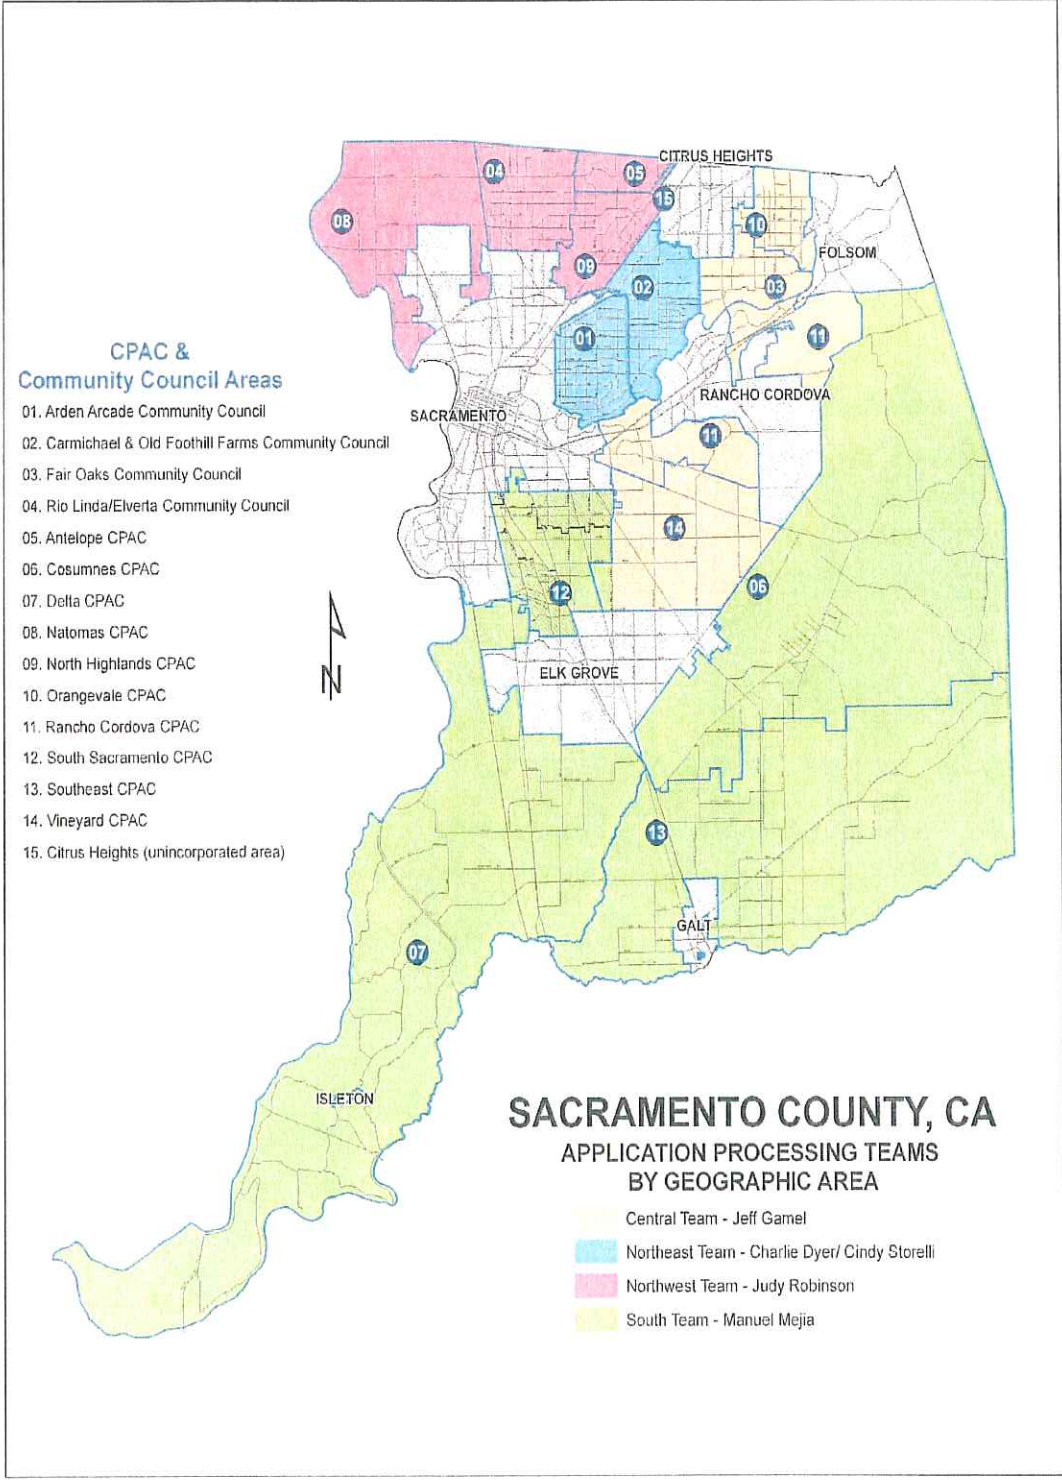 CITRUS HEIGHTS
04
05
15
08
10
FOLSOM
09
02
03
01
11
CPAC &
Community Council Areas
01. Arden Arcade Community Council
02. Carmichael & Old Foothill Farms Community Council
03. Fair Oaks Community Council
04. Rio Linda/Elverta Community Council
05. Antelope CPAC
06. Cosumnes CPAC
07. Delta CPAC
08. Natomas CPAC
09. North Highlands CPAC
10. Orangevale CPAC
11. Rancho Cordova CPAC
12. South Sacramento CPAC
13. Southeast CPAC
14. Vineyard CPAC
15. Citrus Heights (unincorporated area)
N
RANCHO CORDOVA
SACRAMENTO
11
14
06
12
ELK GROVE
13
GALT
07
ISLETON
SACRAMENTO COUNTY, CA
APPLICATION PROCESSING TEAMS
BY GEOGRAPHIC AREA
Central Team - Jeff Gamel
Northeast Team - Charlie Dyer/ Cindy Storelli
Northwest Team - Judy Robinson
South Team - Manuel Mejia